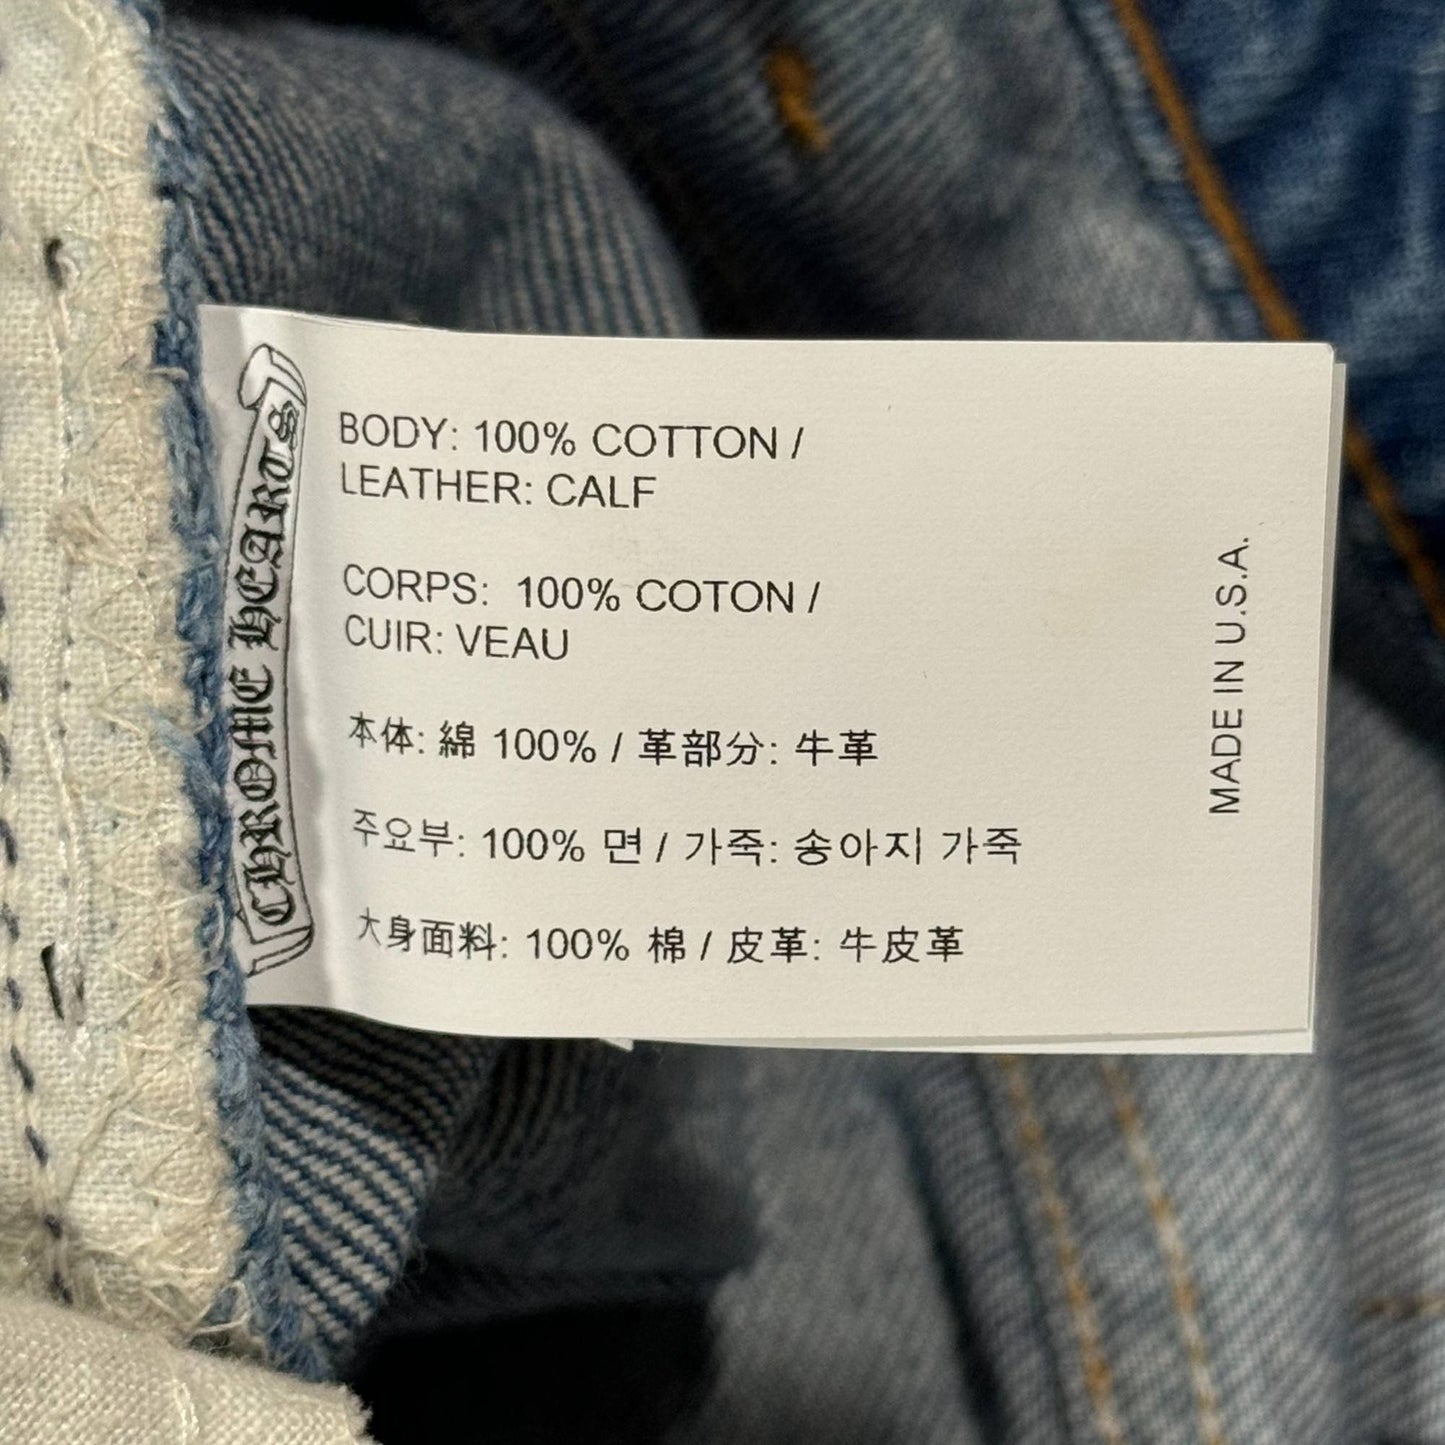 CHROME HEARTS
BODY: 100% COTTON /
LEATHER: CALF
CORPS: 100% COTON /
CUIR: VEAU
本体: 綿 100% / 革部分: 牛革
주요부: 100% 면 / 가죽: 송아지 가죽
大身面料: 100% 棉 / 皮革: 牛皮革
MADE IN U.S.A.